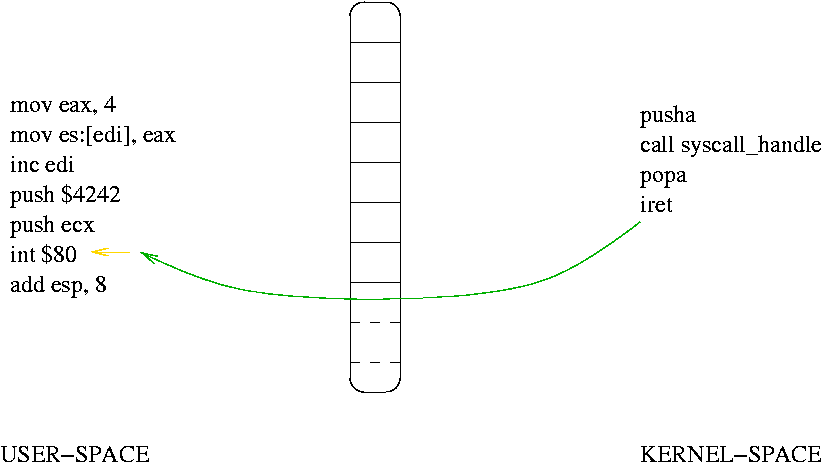 mov eax, 4
mov es:[edi], eax
inc edi
push $4242
push ecx
int $80
add esp, 8
pusha
call syscall_handle
popa
iret
USER−SPACE
KERNEL−SPACE